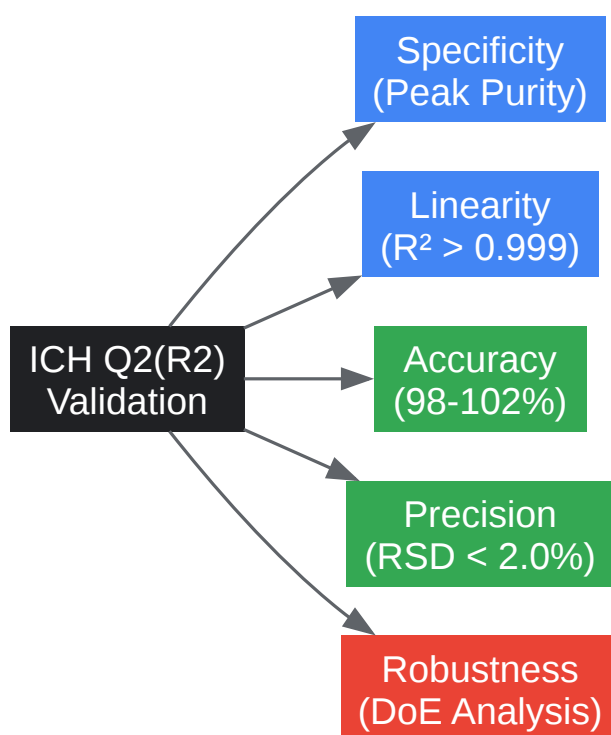 Specificity
(Peak Purity)
Linearity
(R² > 0.999)
ICH Q2(R2)
Validation
Accuracy
(98-102%)
Precision
(RSD < 2.0%)
Robustness
(DoE Analysis)